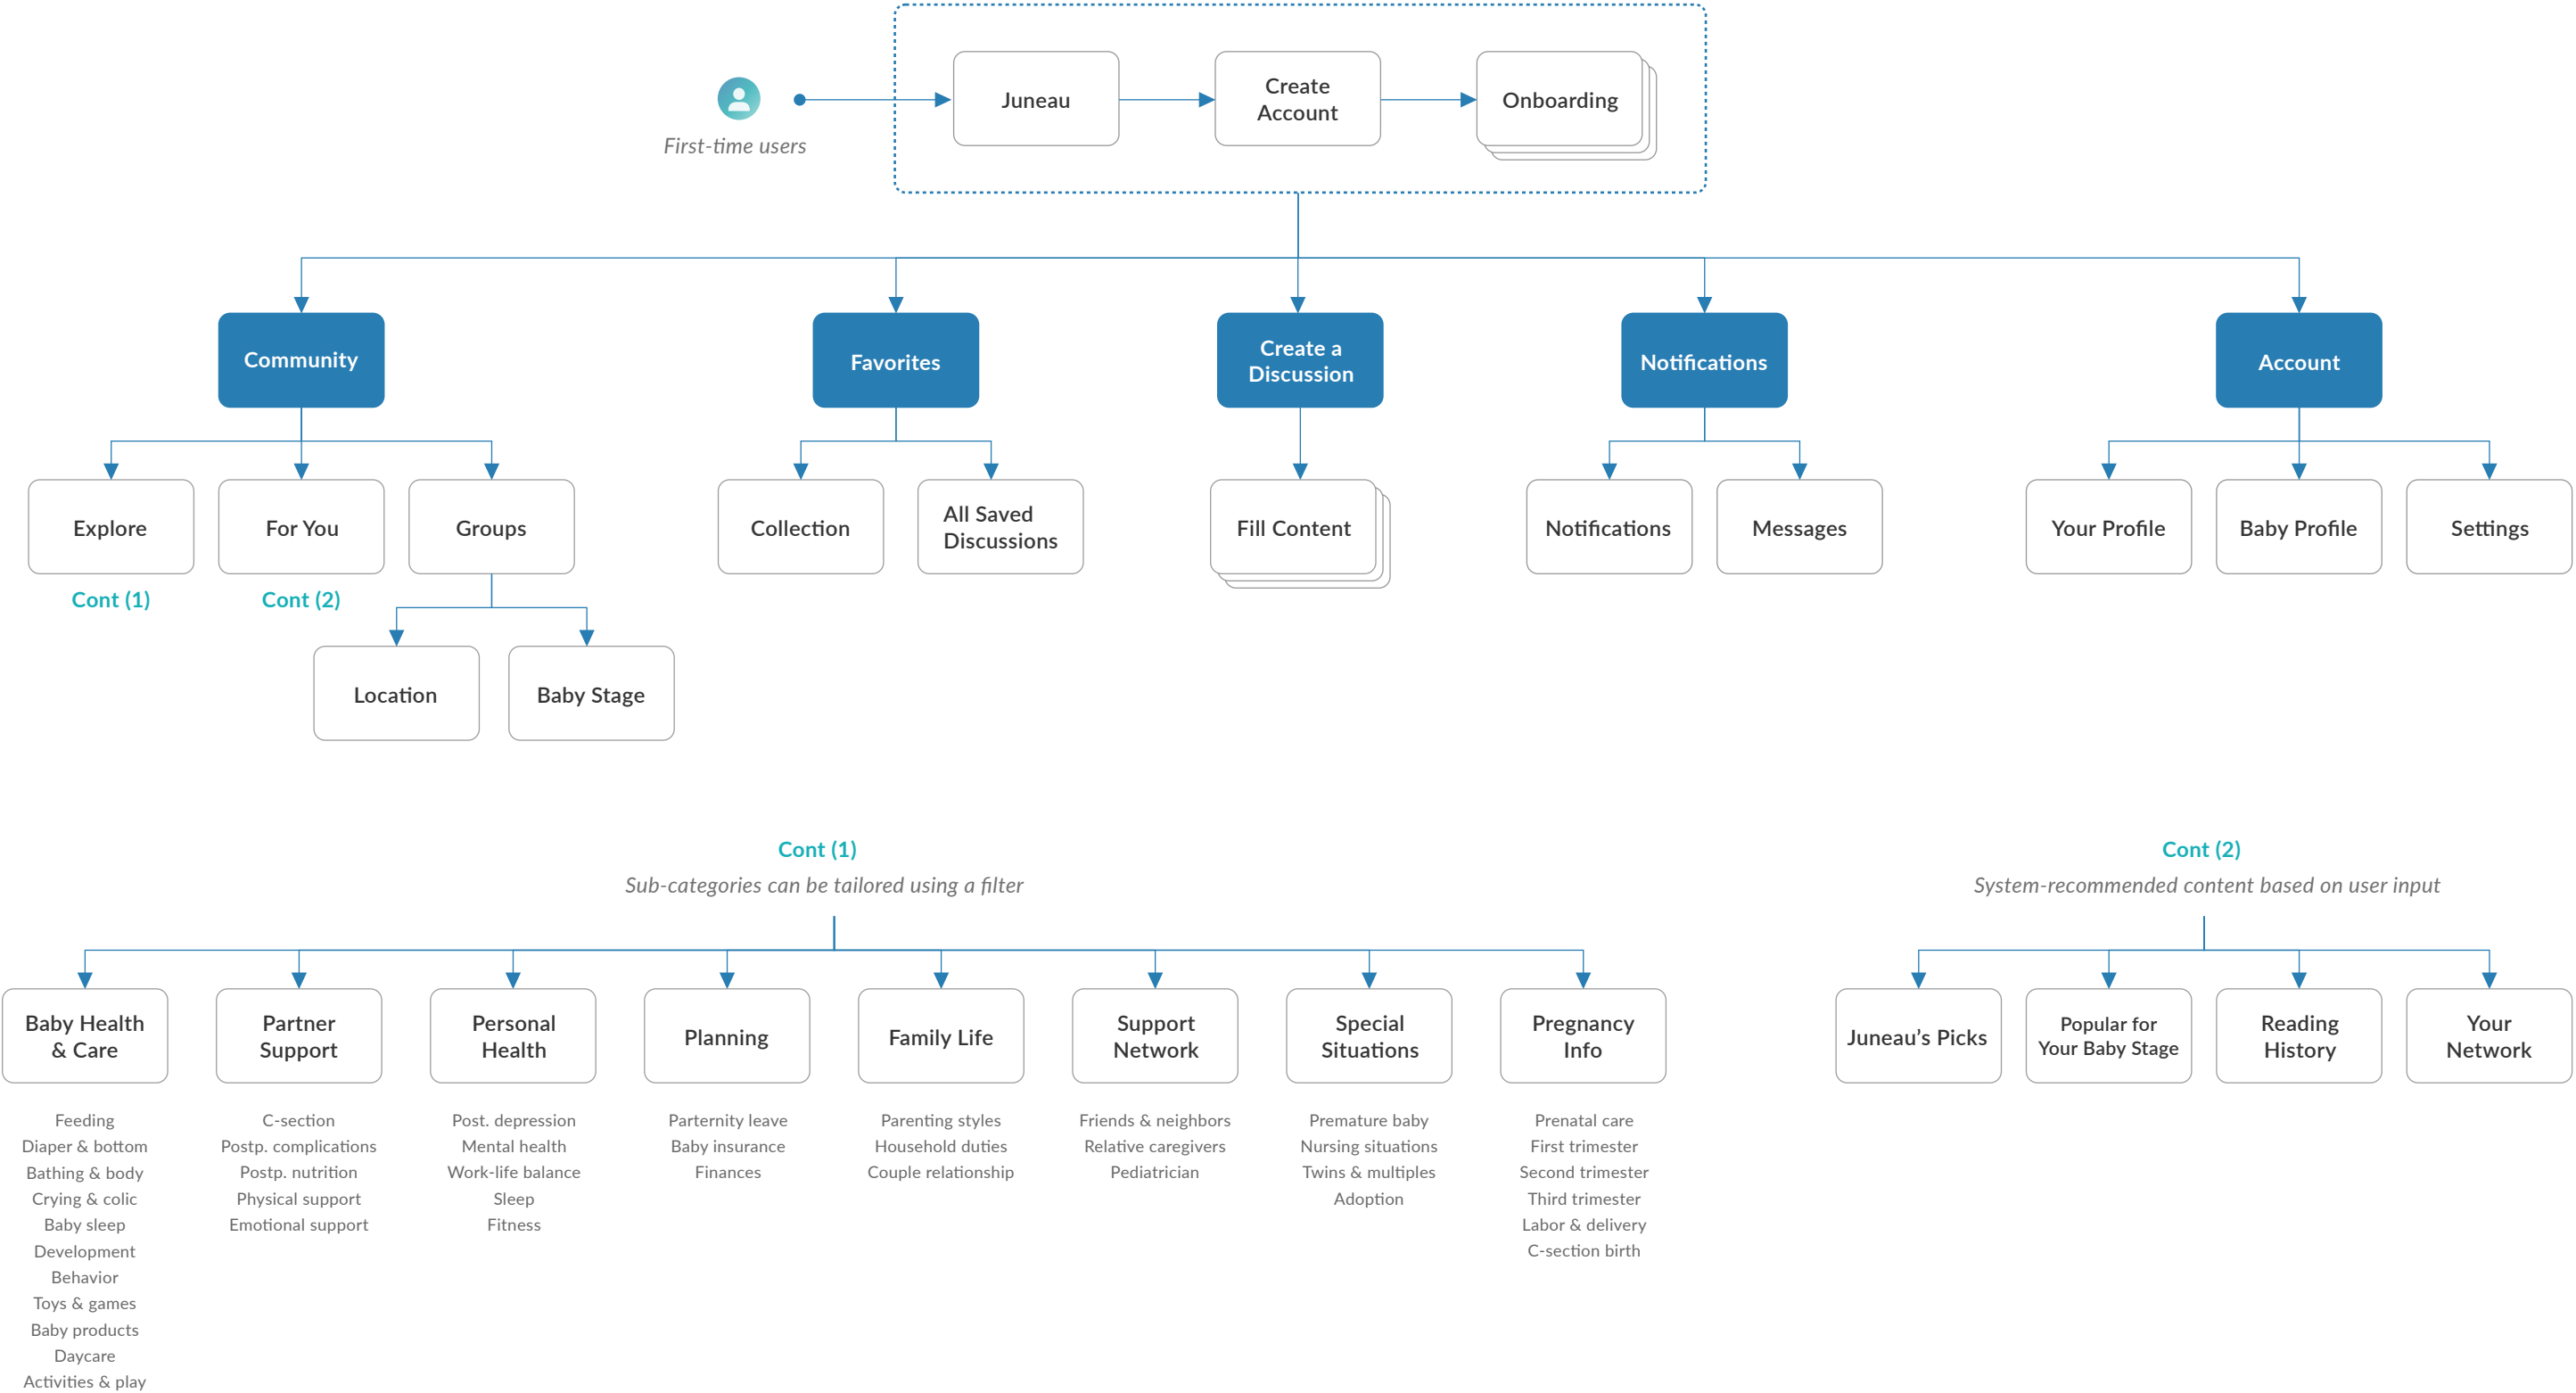 Juneau
Create
Account
Onboarding
First-time users
Community
Favorites
Create a
Discussion
Notifications
Account
Explore
For You
Groups
Collection
All Saved
Discussions
Fill Content
Notifications
Messages
Your Profile
Baby Profile
Settings
Cont (1)
Cont (2)
Location
Baby Stage
Cont (1)
Sub-categories can be tailored using a filter
Cont (2)
System-recommended content based on user input
Baby Health
& Care
Feeding
Diaper & bottom
Bathing & body
Crying & colic
Baby sleep
Development
Behavior
Toys & games
Baby products
Daycare
Activities & play
Partner
Support
C-section
Postp. complications
Postp. nutrition
Physical support
Emotional support
Personal
Health
Post. depression
Mental health
Work-life balance
Sleep
Fitness
Planning
Parternity leave
Baby insurance
Finances
Family Life
Parenting styles
Household duties
Couple relationship
Support
Network
Friends & neighbors
Relative caregivers
Pediatrician
Special
Situations
Premature baby
Nursing situations
Twins & multiples
Adoption
Pregnancy
Info
Prenatal care
First trimester
Second trimester
Third trimester
Labor & delivery
C-section birth
Juneau’s Picks
Popular for
Your Baby Stage
Reading
History
Your
Network